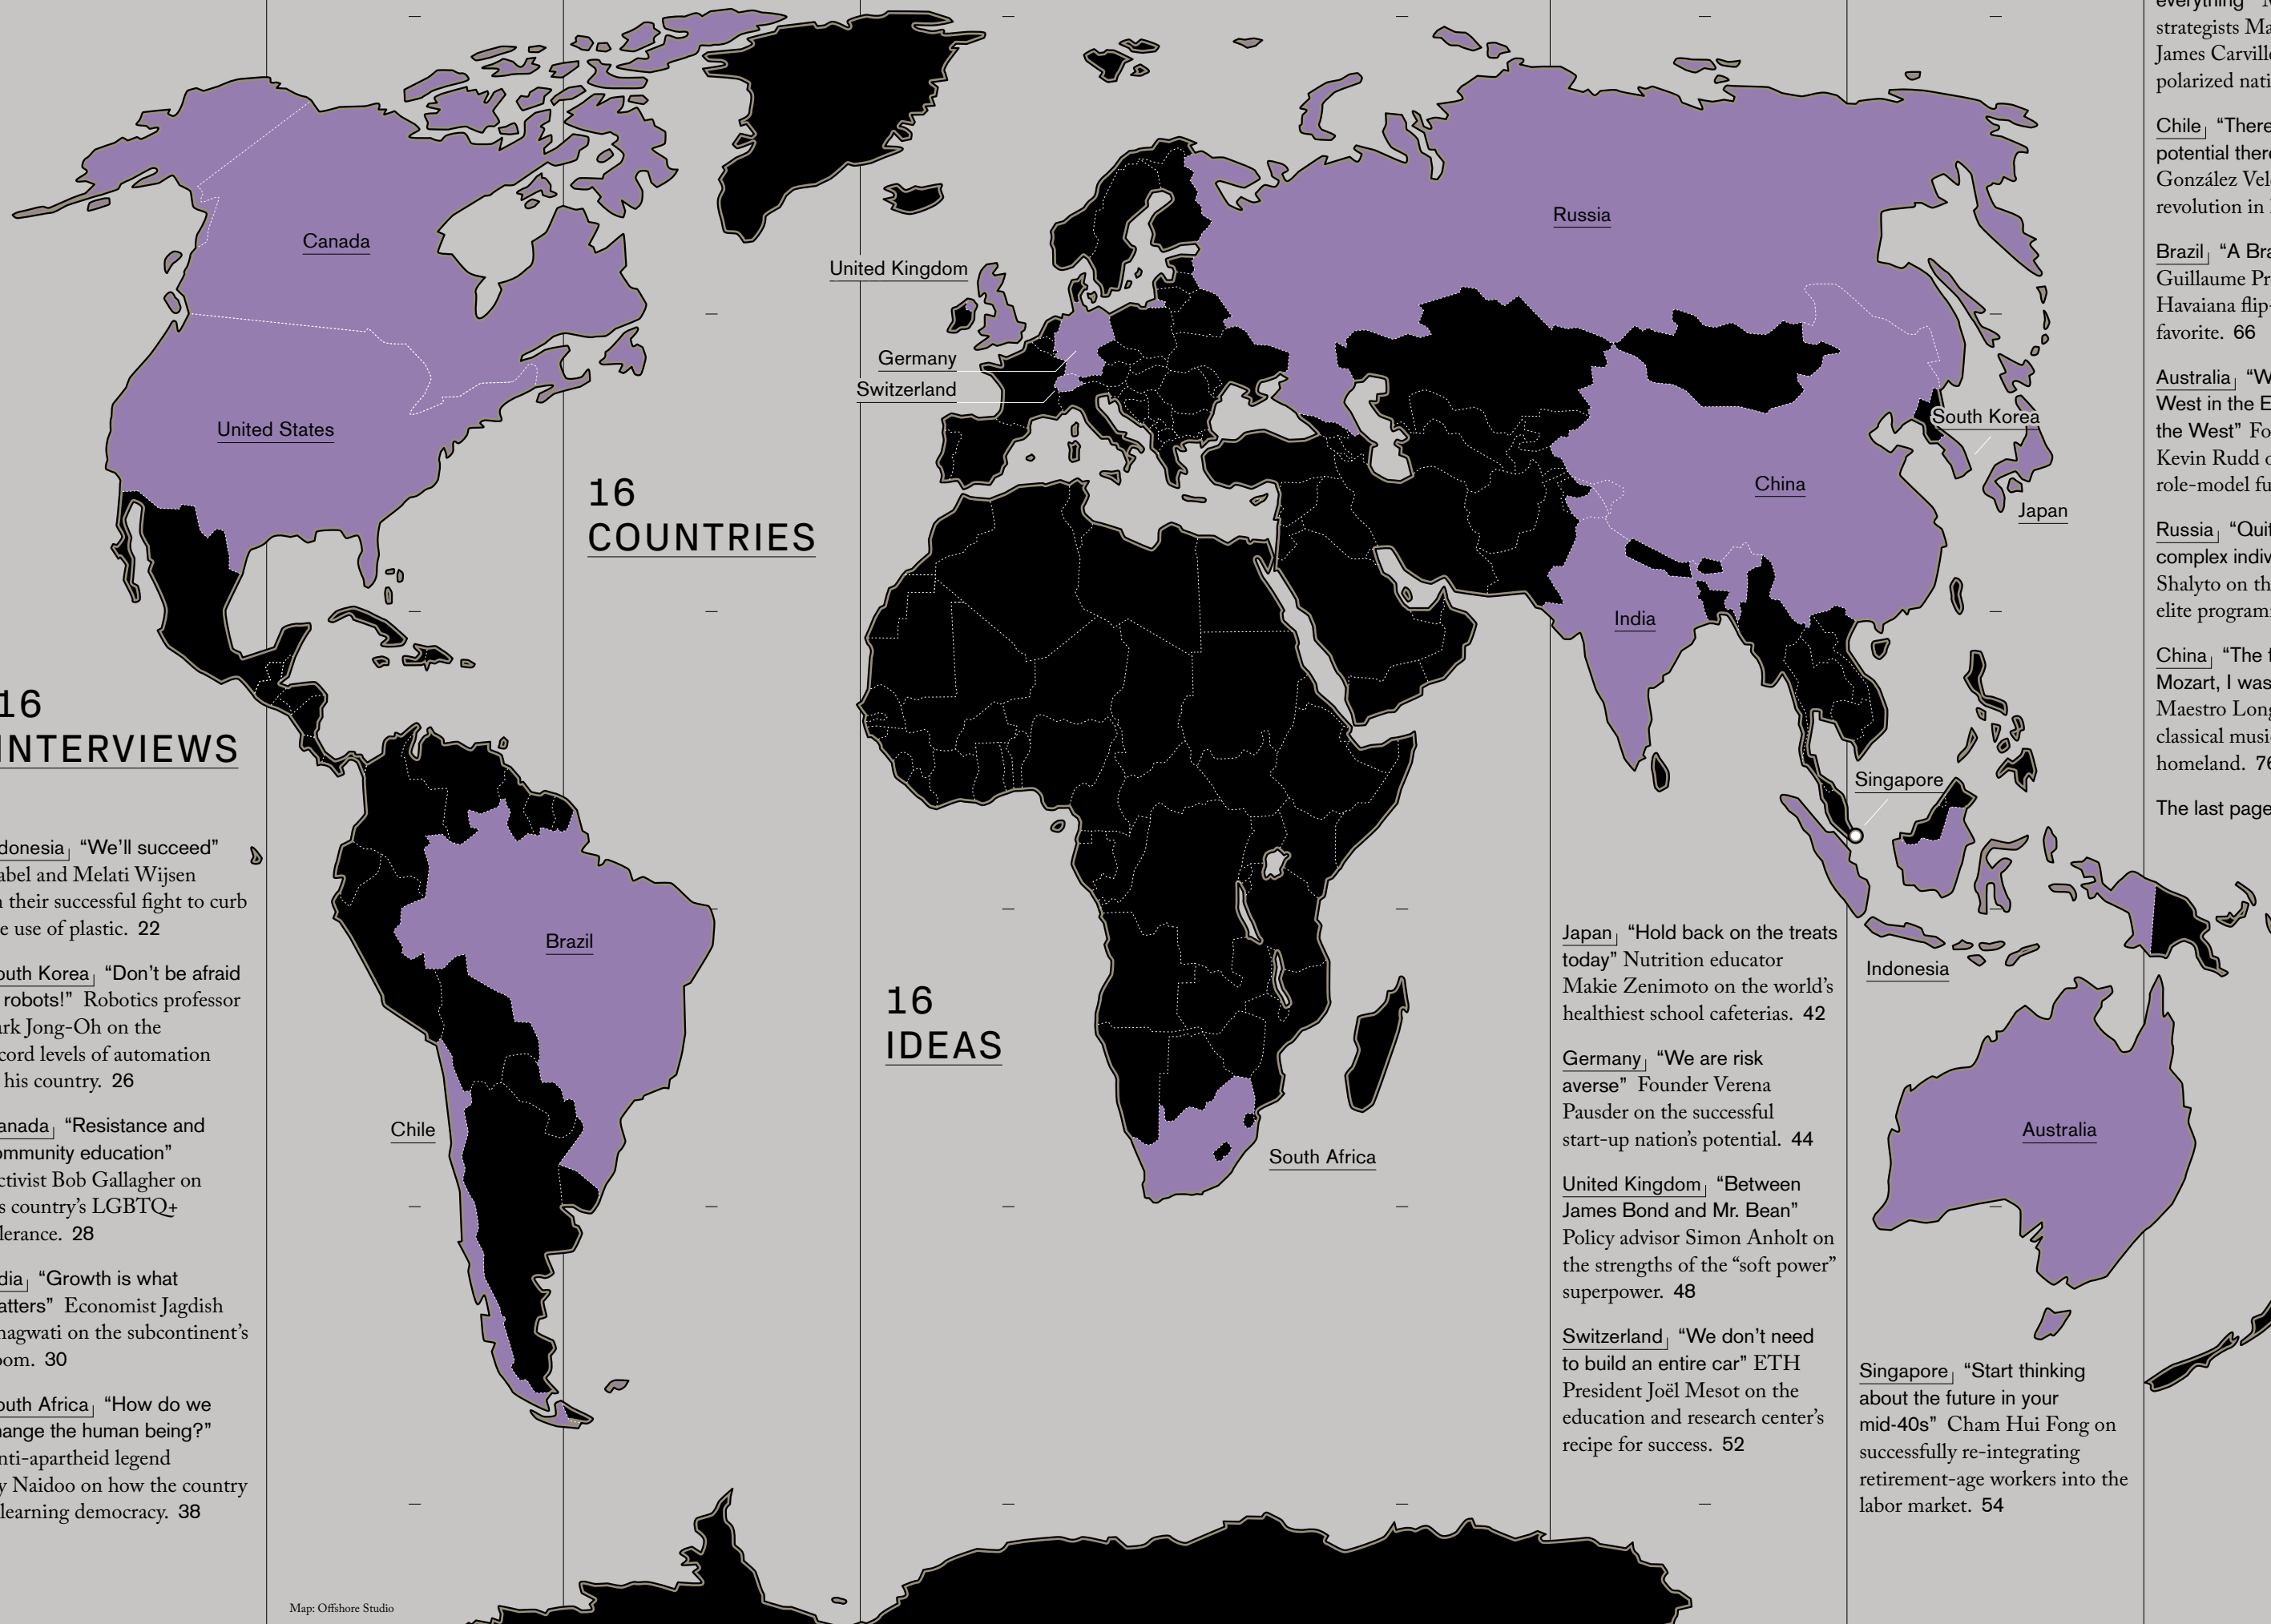 Canada
United States
16
COUNTRIES
16
INTERVIEWS
donesia “We’ll succeed”
abel and Melati Wijsen
n their successful fight to curb
e use of plastic. 22
outh Korea “Don’t be afraid
robots!” Robotics professor
ark Jong-Oh on the
cord levels of automation
his country. 26
anada “Resistance and
ommunity education”
ctivist Bob Gallagher on
s country’s LGBTQ+
lerance. 28
dia “Growth is what
atters” Economist Jagdish
hagwati on the subcontinent’s
oom. 30
outh Africa “How do we
hange the human being?”
nti-apartheid legend
y Naidoo on how the country
learning democracy. 38
Brazil
Chile
Map: Offshore Studio
United Kingdom
Germany
Switzerland
16
IDEAS
South Africa
Russia
China
India
South Korea
Japan
Singapore
Indonesia
Australia
Japan “Hold back on the treats
today” Nutrition educator
Makie Zenimoto on the world’s
healthiest school cafeterias. 42
Germany “We are risk
averse” Founder Verena
Pausder on the successful
start-up nation’s potential. 44
United Kingdom “Between
James Bond and Mr. Bean”
Policy advisor Simon Anholt on
the strengths of the “soft power”
superpower. 48
Switzerland “We don’t need
to build an entire car” ETH
President Joël Mesot on the
education and research center’s
recipe for success. 52
Singapore “Start thinking
about the future in your
mid-40s” Cham Hui Fong on
successfully re-integrating
retirement-age workers into the
labor market. 54
everything”
strategists Ma
James Carville
polarized nati
Chile “There
potential there
González Vel
revolution in
Brazil “A Bra
Guillaume Pr
Havaiana flip-
favorite. 66
Australia “W
West in the E
the West” Fo
Kevin Rudd o
role-model fu
Russia “Quit
complex indiv
Shalyto on th
elite program
China “The f
Mozart, I was
Maestro Long
classical musi
homeland. 76
The last page